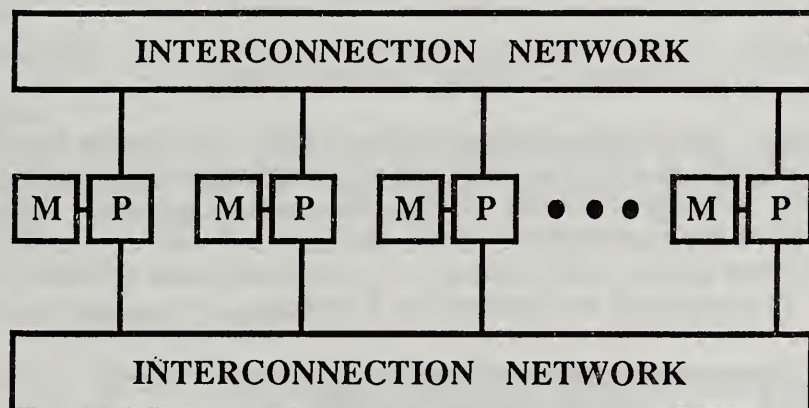 INTERCONNECTION NETWORK
M P M P M P ● ● ● M P
INTERCONNECTION NETWORK